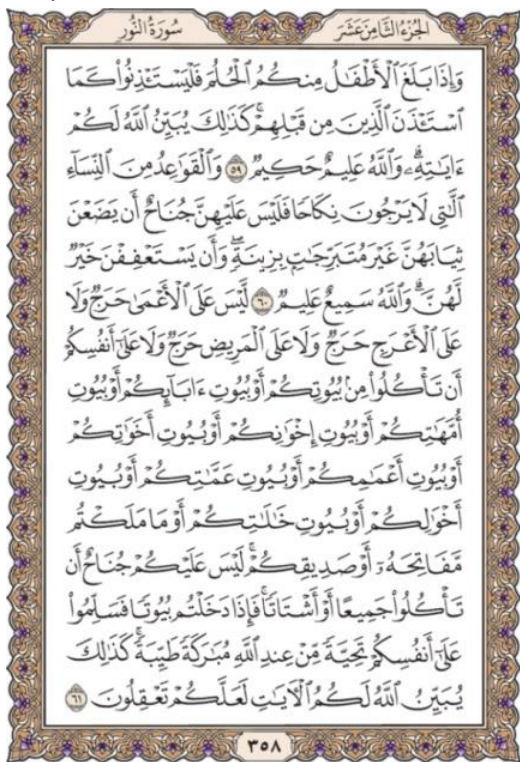 الجزء الثامن عشر
سورة النور
وَإِذَا بَلَغَ ٱلْأَطْفَٰلُ مِنكُمُ ٱلْحُلُمَ فَلْيَسْتَـْٔذِنُوا۟ كَمَا
ٱسْتَـْٔذَنَ ٱلَّذِينَ مِن قَبْلِهِمْ ۚ كَذَٰلِكَ يُبَيِّنُ ٱللَّهُ لَكُمْ
ءَايَٰتِهِۦ ۗ وَٱللَّهُ عَلِيمٌ حَكِيمٌ ٥٩ وَٱلْقَوَٰعِدُ مِنَ ٱلنِّسَآءِ
ٱلَّٰتِى لَا يَرْجُونَ نِكَاحًا فَلَيْسَ عَلَيْهِنَّ جُنَاحٌ أَن يَضَعْنَ
ثِيَابَهُنَّ غَيْرَ مُتَبَرِّجَٰتٍۭ بِزِينَةٍ ۖ وَأَن يَسْتَعْفِفْنَ خَيْرٌ
لَّهُنَّ ۗ وَٱللَّهُ سَمِيعٌ عَلِيمٌ ٦٠ لَّيْسَ عَلَى ٱلْأَعْمَىٰ حَرَجٌ وَلَا
عَلَى ٱلْأَعْرَجِ حَرَجٌ وَلَا عَلَى ٱلْمَرِيضِ حَرَجٌ وَلَا عَلَىٰٓ أَنفُسِكُمْ
أَن تَأْكُلُوا۟ مِنۢ بُيُوتِكُمْ أَوْ بُيُوتِ ءَابَآئِكُمْ أَوْ بُيُوتِ
أُمَّهَٰتِكُمْ أَوْ بُيُوتِ إِخْوَٰنِكُمْ أَوْ بُيُوتِ أَخَوَٰتِكُمْ
أَوْ بُيُوتِ أَعْمَٰمِكُمْ أَوْ بُيُوتِ عَمَّٰتِكُمْ أَوْ بُيُوتِ
أَخْوَٰلِكُمْ أَوْ بُيُوتِ خَٰلَٰتِكُمْ أَوْ مَا مَلَكْتُم
مَّفَاتِحَهُۥٓ أَوْ صَدِيقِكُمْ ۚ لَيْسَ عَلَيْكُمْ جُنَاحٌ أَن
تَأْكُلُوا۟ جَمِيعًا أَوْ أَشْتَاتًا ۚ فَإِذَا دَخَلْتُم بُيُوتًا فَسَلِّمُوا۟
عَلَىٰٓ أَنفُسِكُمْ تَحِيَّةً مِّنْ عِندِ ٱللَّهِ مُبَٰرَكَةً طَيِّبَةً ۚ كَذَٰلِكَ
يُبَيِّنُ ٱللَّهُ لَكُمُ ٱلْءَايَٰتِ لَعَلَّكُمْ تَعْقِلُونَ ٦١
٣٥٨